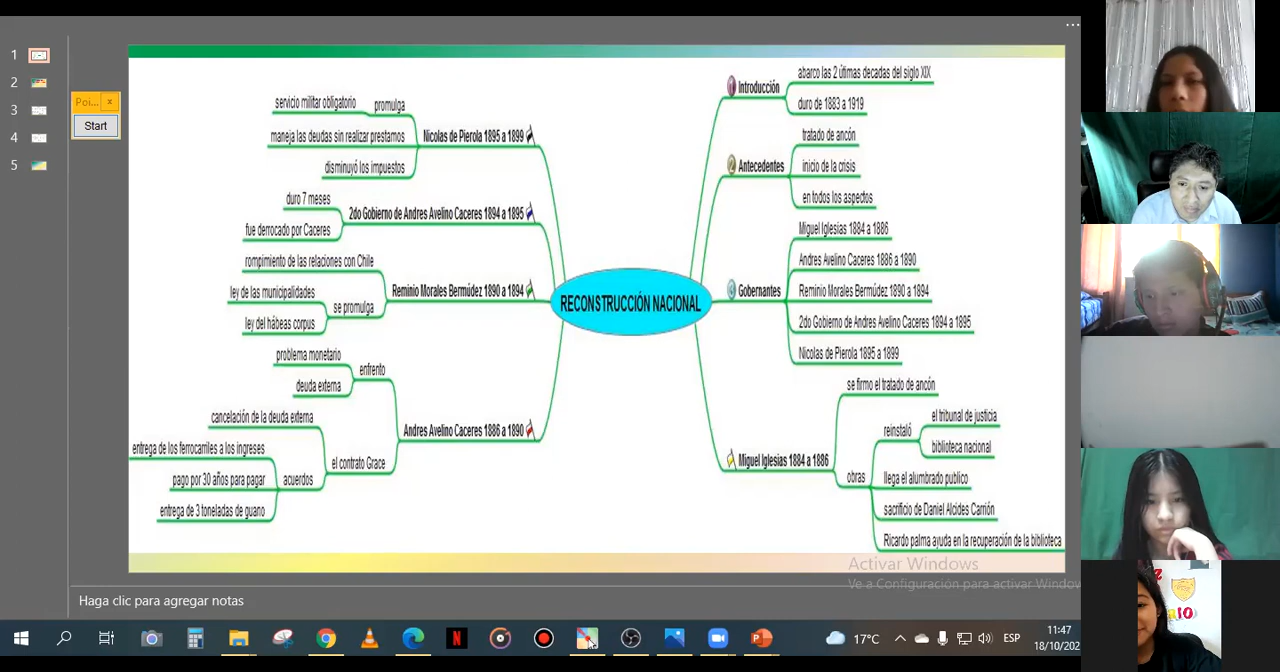 1
2
3
4
5
Poi... x
Start
RECONSTRUCCIÓN NACIONAL
Introducción
abarco las 2 útimas decadas del siglo XIX
duro de 1883 a 1919
Antecedentes
tratado de ancón
inicio de la crisis
en todos los aspectos
Gobernantes
Miguel Iglesias 1884 a 1886
Andres Avelino Caceres 1886 a 1890
Reminio Morales Bermúdez 1890 a 1894
2do Gobierno de Andres Avelino Caceres 1894 a 1895
Nicolas de Pierola 1895 a 1899
Miguel Iglesias 1884 a 1886
se firmo el tratado de ancón
obras
reinstaló
el tribunal de justicia
biblioteca nacional
llega el alumbrado publico
sacrificio de Daniel Alcides Carrión
Ricardo palma ayuda en la recuperación de la biblioteca
Nicolas de Pierola 1895 a 1899
promulga
servicio militar obligatorio
maneja las deudas sin realizar prestamos
disminuyó los impuestos
2do Gobierno de Andres Avelino Caceres 1894 a 1895
duro 7 meses
fue derrocado por Caceres
Reminio Morales Bermúdez 1890 a 1894
rompimiento de las relaciones con Chile
se promulga
ley de las municipalidades
ley del hábeas corpus
Andres Avelino Caceres 1886 a 1890
enfrento
problema monetario
deuda externa
el contrato Grace
cancelación de la deuda externa
acuerdos
entrega de los ferrocarriles a los ingreses
pago por 30 años para pagar
entrega de 3 toneladas de guano
Activar Windows
Ve a Configuración para activar Windows
Haga clic para agregar notas
17°C
ESP
11:47
18/10/202